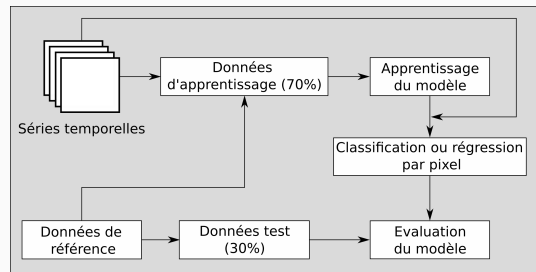 Données
d'apprentissage (70%)
Apprentissage
du modèle
Séries temporelles
Classification ou régression
par pixel
Données de
référence
Données test
(30%)
Evaluation
du modèle